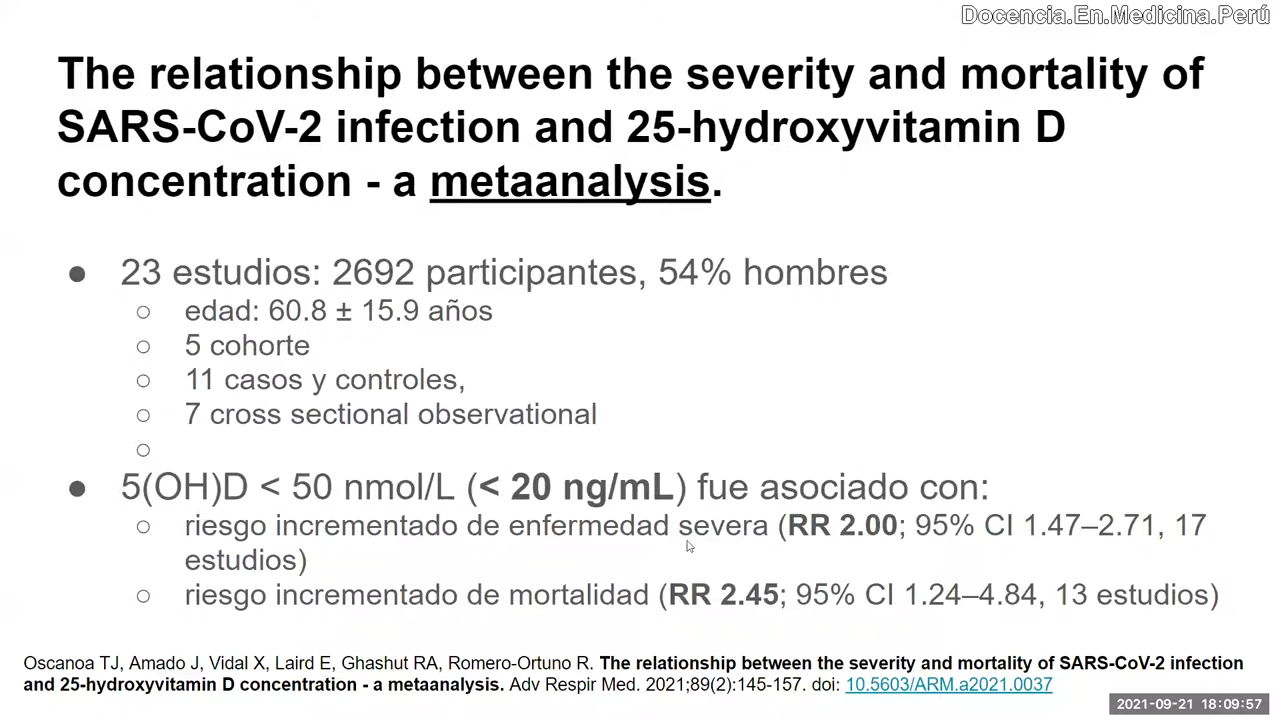 Docencia.En.Medicina.Perú
The relationship between the severity and mortality of
SARS-CoV-2 infection and 25-hydroxyvitamin D
concentration - a metaanalysis.
● 23 estudios: 2692 participantes, 54% hombres
○ edad: 60.8 ± 15.9 años
○ 5 cohorte
○ 11 casos y controles,
○ 7 cross sectional observational
○
● 5(OH)D < 50 nmol/L (< 20 ng/mL) fue asociado con:
○ riesgo incrementado de enfermedad severa (RR 2.00; 95% CI 1.47–2.71, 17
estudios)
○ riesgo incrementado de mortalidad (RR 2.45; 95% CI 1.24–4.84, 13 estudios)
Oscanoa TJ, Amado J, Vidal X, Laird E, Ghashut RA, Romero-Ortuno R. The relationship between the severity and mortality of SARS-CoV-2 infection
and 25-hydroxyvitamin D concentration - a metaanalysis. Adv Respir Med. 2021;89(2):145-157. doi: 10.5603/ARM.a2021.0037
2021-09-21 18:09:57